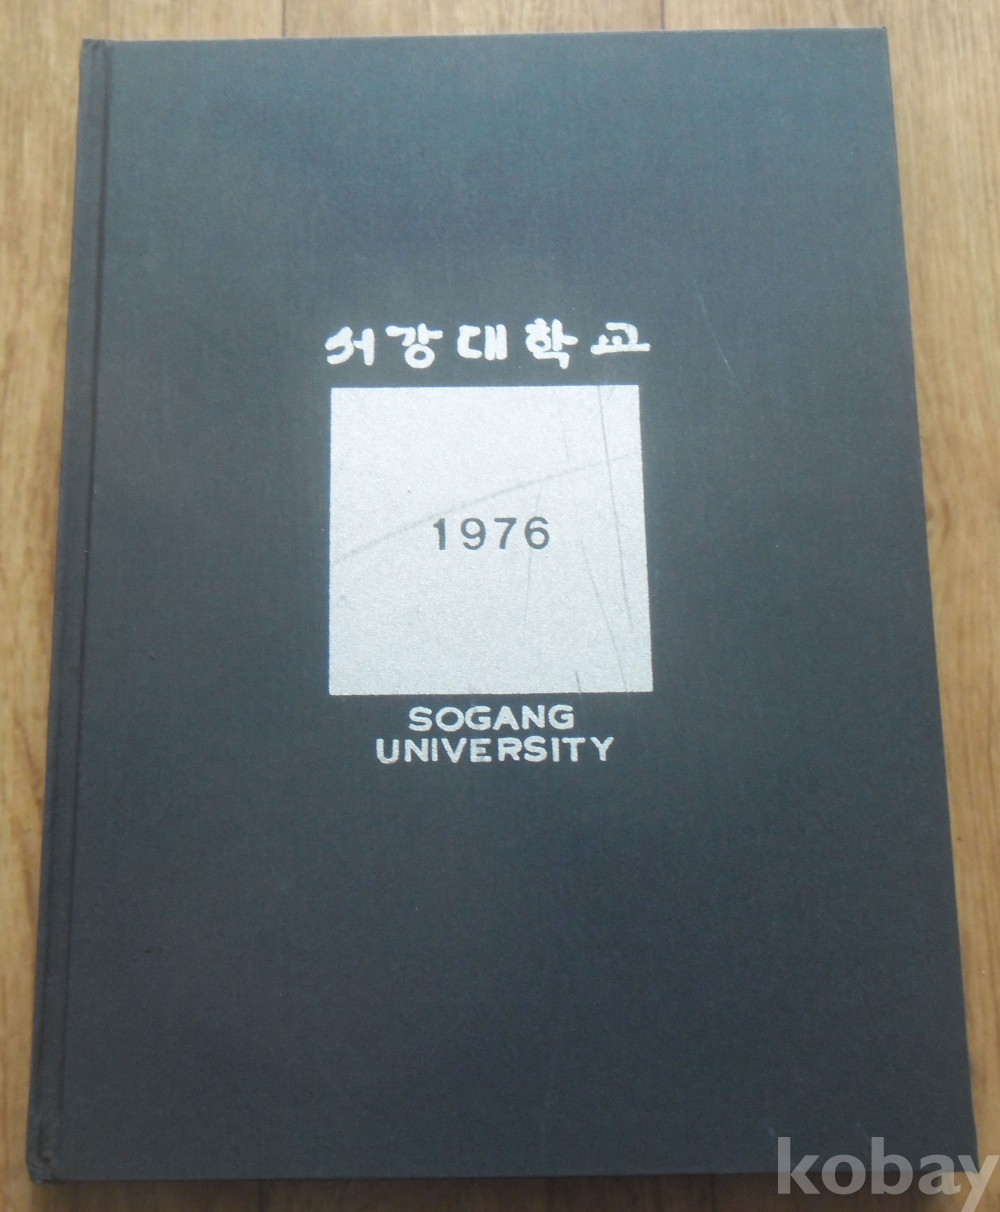 서강대학교
1976
SOGANG
UNIVERSITY
kobay